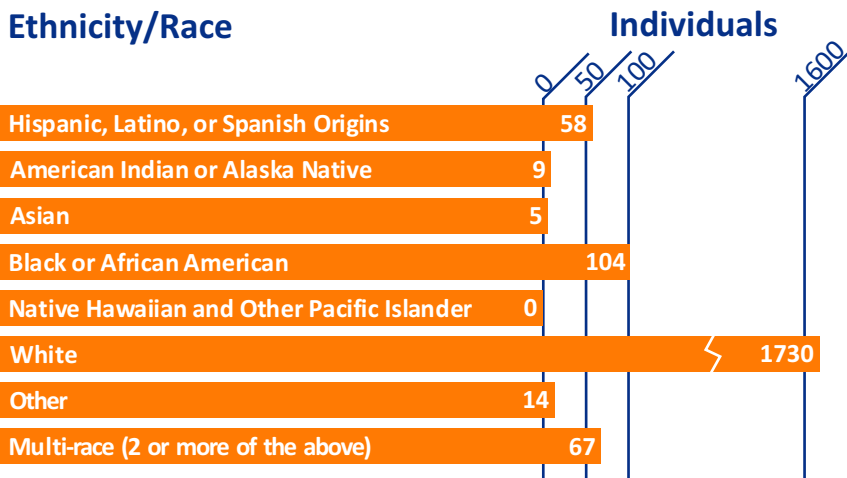 Ethnicity/Race
Individuals
0 50 100 1600
Hispanic, Latino, or Spanish Origins 58
American Indian or Alaska Native 9
Asian 5
Black or African American 104
Native Hawaiian and Other Pacific Islander 0
White 1730
Other 14
Multi-race (2 or more of the above) 67